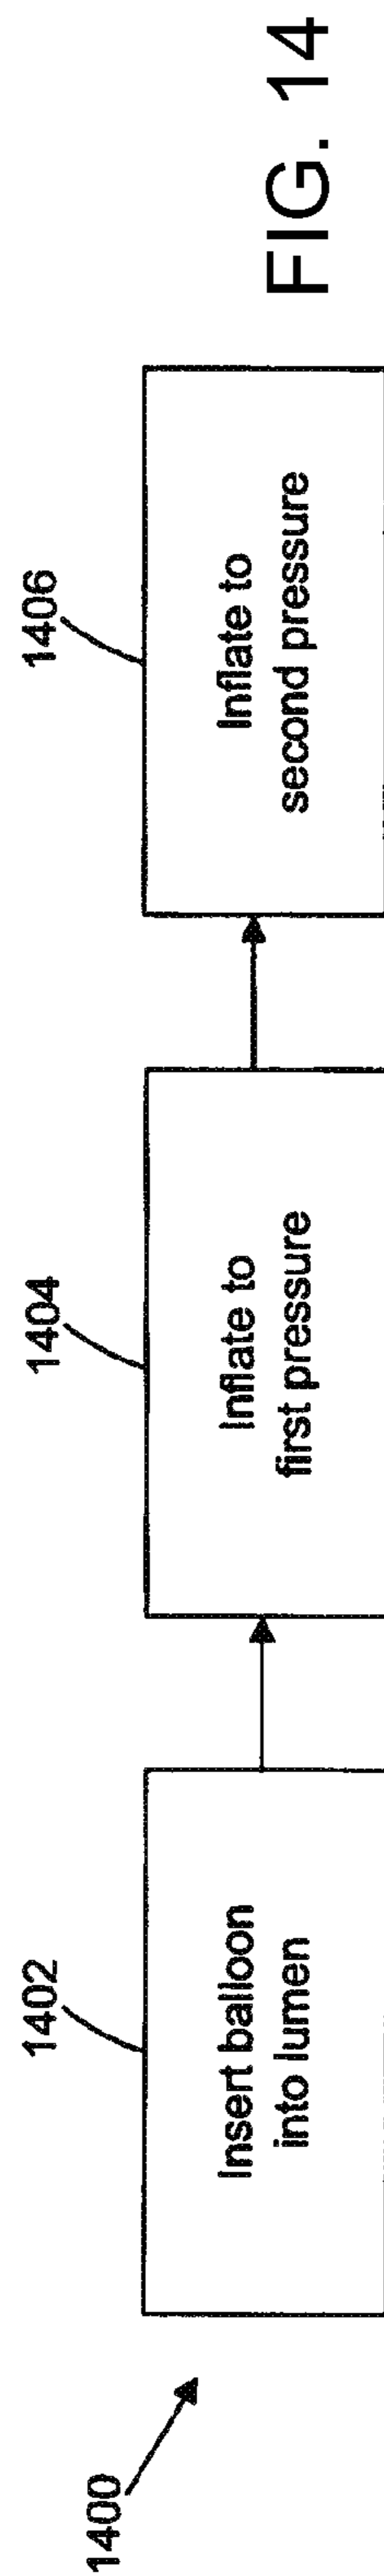 1400
1402
Insert balloon
into lumen
1404
Inflate to
first pressure
1406
Inflate to
second pressure
FIG. 14